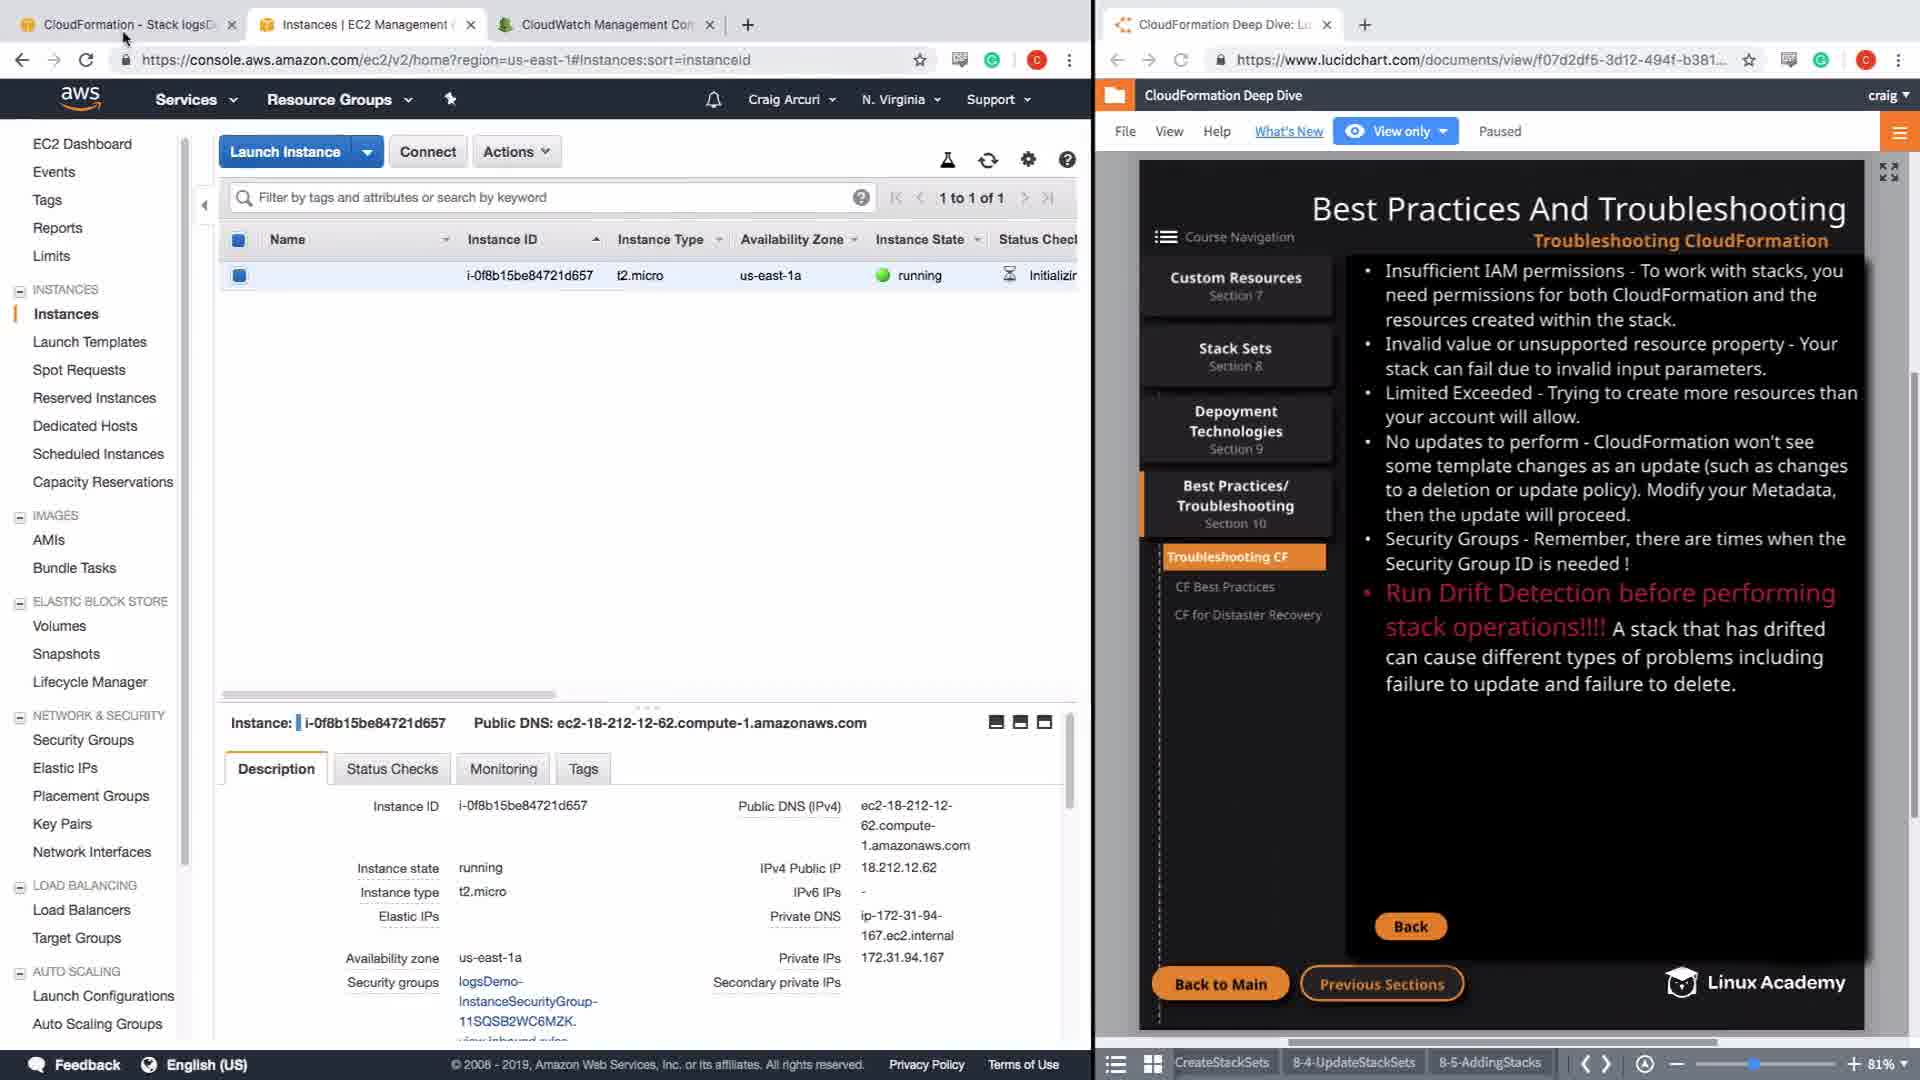 CloudFormation - Stack logsD
Instances | EC2 Management
CloudWatch Management Con
https://console.aws.amazon.com/ec2/v2/home?region=us-east-1#Instances:sort=instanceId
aws
Services
Resource Groups
Craig Arcuri
N. Virginia
Support
EC2 Dashboard
Events
Tags
Reports
Limits
INSTANCES
Instances
Launch Templates
Spot Requests
Reserved Instances
Dedicated Hosts
Scheduled Instances
Capacity Reservations
IMAGES
AMIs
Bundle Tasks
ELASTIC BLOCK STORE
Volumes
Snapshots
Lifecycle Manager
NETWORK & SECURITY
Security Groups
Elastic IPs
Placement Groups
Key Pairs
Network Interfaces
LOAD BALANCING
Load Balancers
Target Groups
AUTO SCALING
Launch Configurations
Auto Scaling Groups
Launch Instance
Connect
Actions
Filter by tags and attributes or search by keyword
1 to 1 of 1
Name
Instance ID
Instance Type
Availability Zone
Instance State
Status Check
i-0f8b15be84721d657
t2.micro
us-east-1a
running
Initializin
Instance: i-0f8b15be84721d657
Public DNS: ec2-18-212-12-62.compute-1.amazonaws.com
Description
Status Checks
Monitoring
Tags
Instance ID
i-0f8b15be84721d657
Instance state
running
Instance type
t2.micro
Elastic IPs
Availability zone
us-east-1a
Security groups
logsDemo-
InstanceSecurityGroup-
11SQSB2WC6MZK.
view inbound rules
Public DNS (IPv4)
ec2-18-212-12-
62.compute-
1.amazonaws.com
IPv4 Public IP
18.212.12.62
IPv6 IPs
-
Private DNS
ip-172-31-94-
167.ec2.internal
Private IPs
172.31.94.167
Secondary private IPs
Feedback
English (US)
© 2008 - 2019, Amazon Web Services, Inc. or its affiliates. All rights reserved.
Privacy Policy
Terms of Use
CloudFormation Deep Dive: Lu
https://www.lucidchart.com/documents/view/f07d2df5-3d12-494f-b381...
CloudFormation Deep Dive
craig
File
View
Help
What's New
View only
Paused
Best Practices And Troubleshooting
Troubleshooting CloudFormation
Course Navigation
Custom Resources
Section 7
Stack Sets
Section 8
Depoyment
Technologies
Section 9
Best Practices/
Troubleshooting
Section 10
Troubleshooting CF
CF Best Practices
CF for Distaster Recovery
• Insufficient IAM permissions - To work with stacks, you
need permissions for both CloudFormation and the
resources created within the stack.
• Invalid value or unsupported resource property - Your
stack can fail due to invalid input parameters.
• Limited Exceeded - Trying to create more resources than
your account will allow.
• No updates to perform - CloudFormation won't see
some template changes as an update (such as changes
to a deletion or update policy). Modify your Metadata,
then the update will proceed.
• Security Groups - Remember, there are times when the
Security Group ID is needed !
• Run Drift Detection before performing
stack operations!!!! A stack that has drifted
can cause different types of problems including
failure to update and failure to delete.
Back
Back to Main
Previous Sections
Linux Academy
CreateStackSets
8-4-UpdateStackSets
8-5-AddingStacks
81%